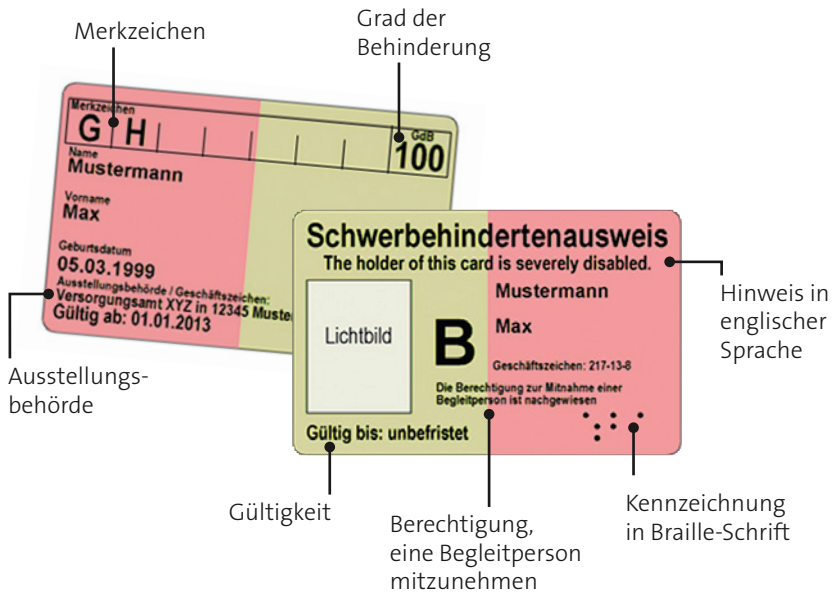 Merkzeichen
Grad der
Behinderung
Merkzeichen
G H
GdB
100
Name
Mustermann
Vorname
Max
Geburtsdatum
05.03.1999
Ausstellungsbehörde / Geschäftszeichen:
Versorgungsamt XYZ in 12345 Muste
Gültig ab: 01.01.2013
Schwerbehindertenausweis
The holder of this card is severely disabled.
Lichtbild
B
Mustermann
Max
Geschäftszeichen: 217-13-8
Die Berechtigung zur Mitnahme einer
Begleitperson ist nachgewiesen
Gültig bis: unbefristet
Hinweis in
englischer
Sprache
Ausstellungs-
behörde
Gültigkeit
Berechtigung,
eine Begleitperson
mitzunehmen
Kennzeichnung
in Braille-Schrift